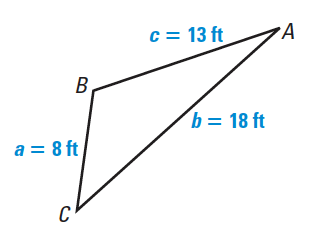 c = 13 ft
A
B
b = 18 ft
a = 8 ft
C